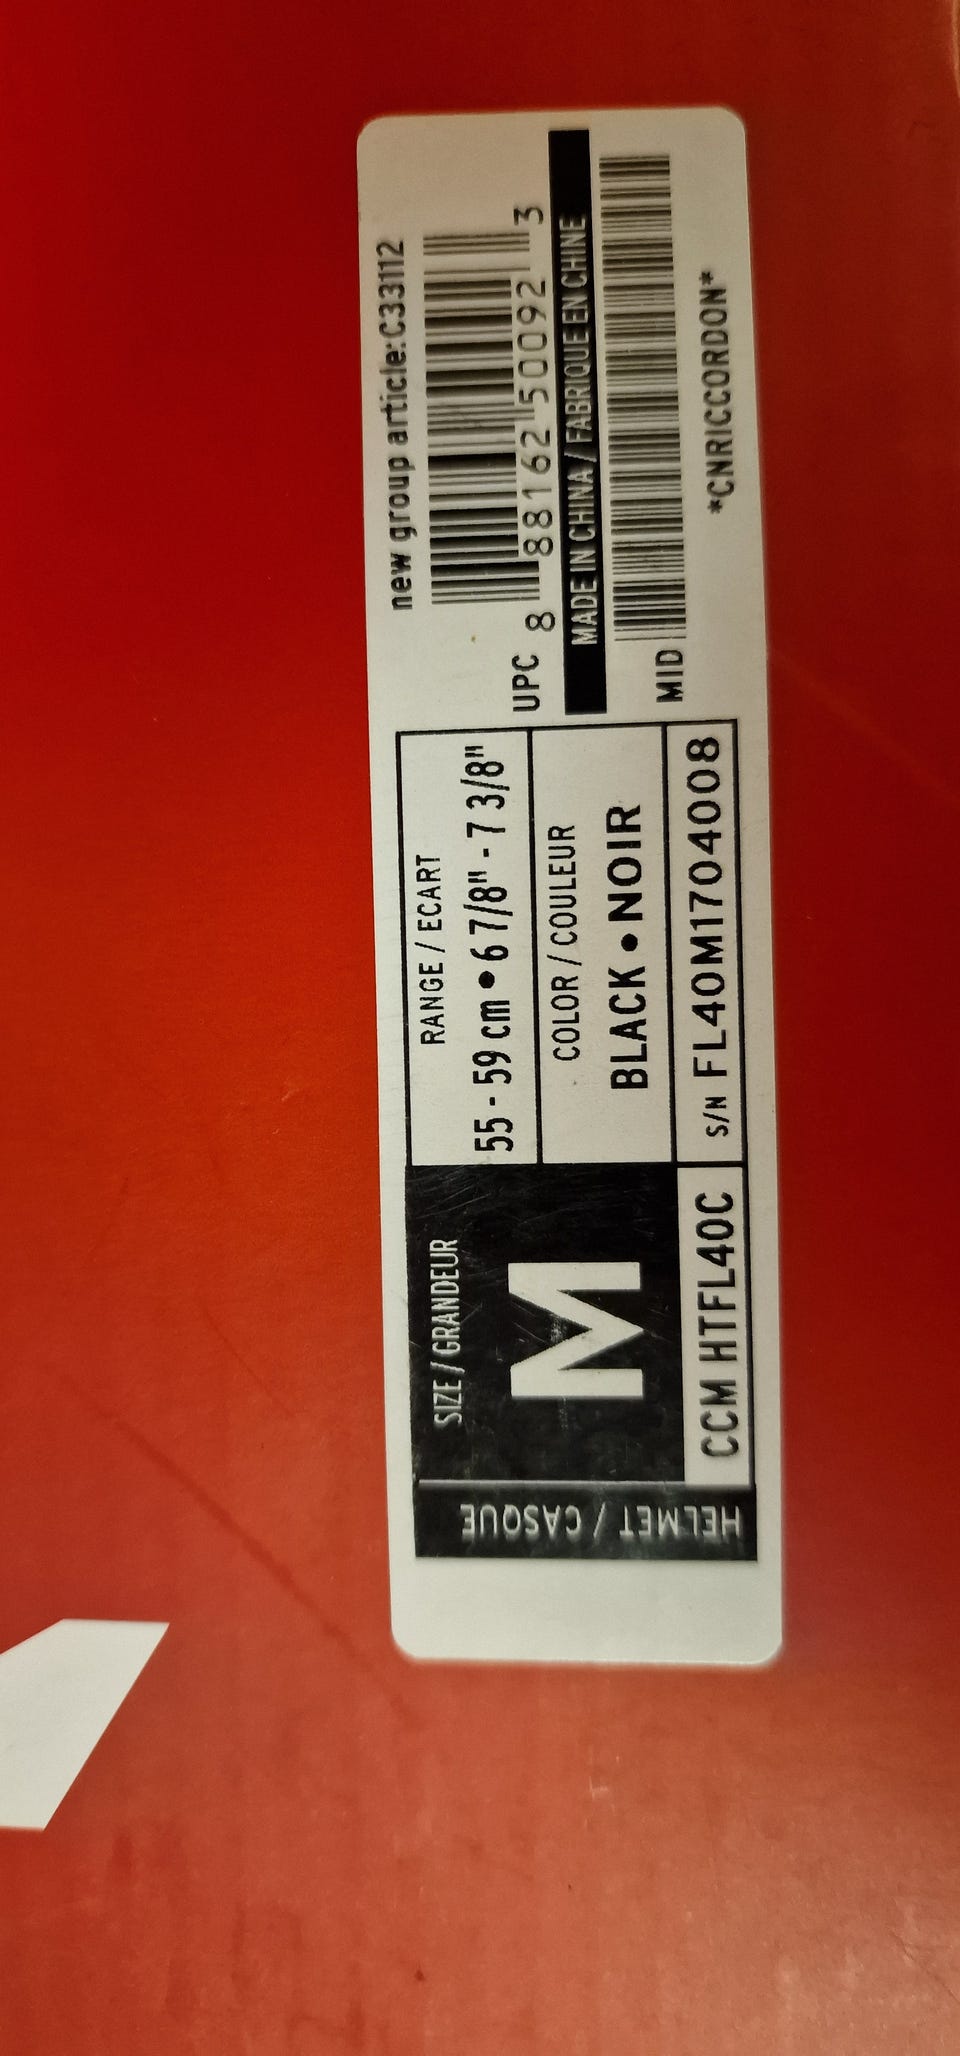 HELMET / CASQUE
SIZE / GRANDEUR
M
CCM HTFL40C
RANGE / ECART
55 - 59 cm • 6 7/8" - 7 3/8"
COLOR / COULEUR
BLACK • NOIR
S/N FL40M1704008
new group article:C33112
UPC 8 88162 50092 3
MADE IN CHINA / FABRIQUE EN CHINE
MID
*CNRICCORDON*